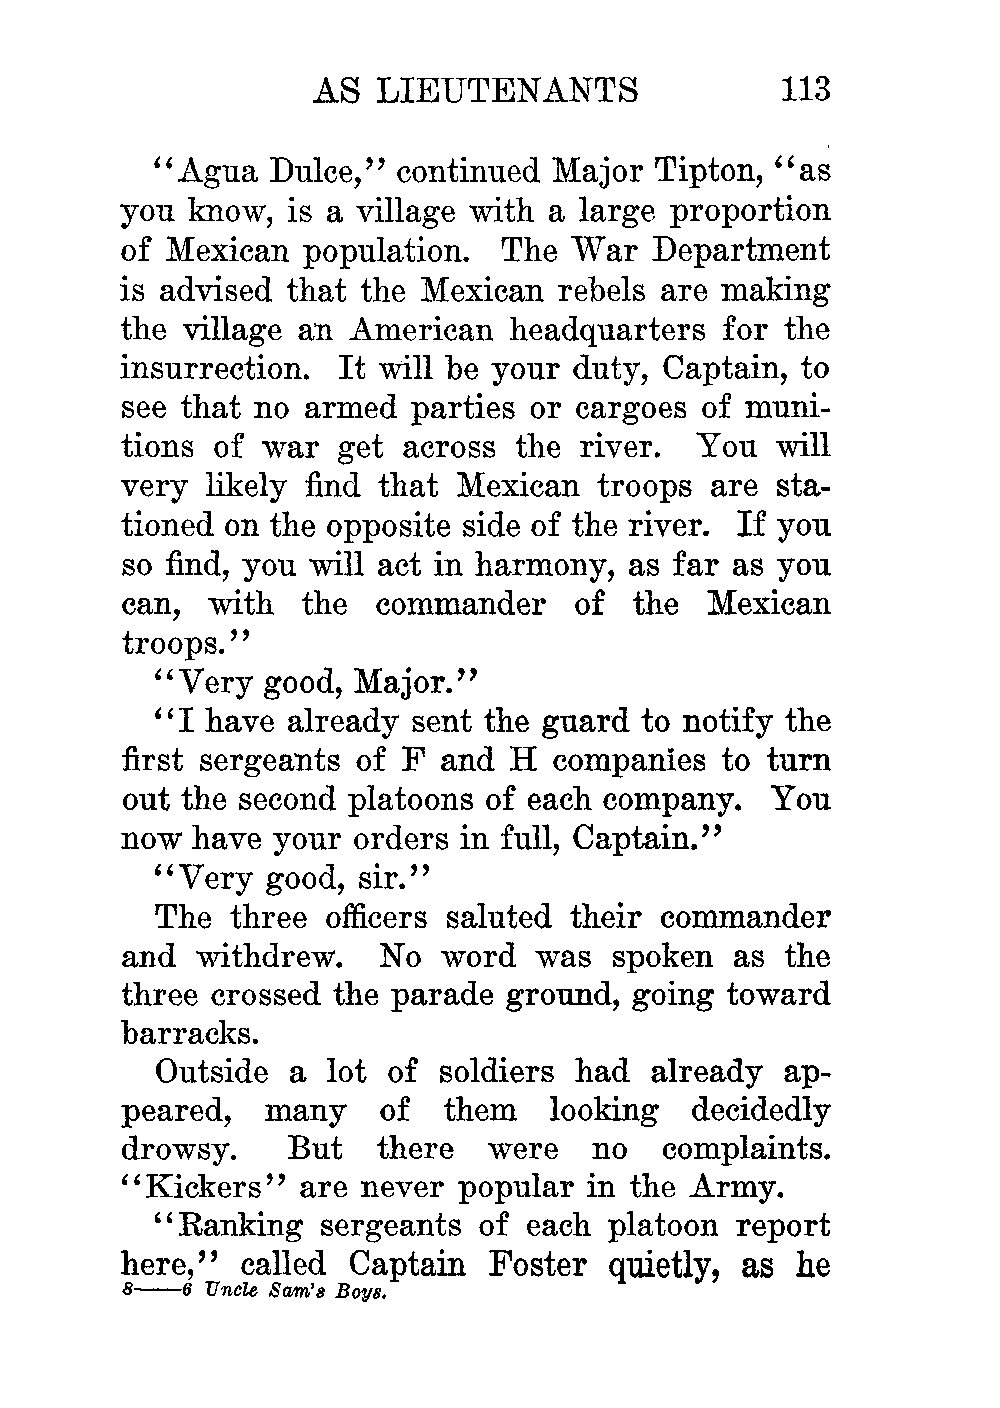 AS LIEUTENANTS 113
"Agua Dulce," continued Major Tipton, "as
you know, is a village with a large proportion
of Mexican population. The War Department
is advised that the Mexican rebels are making
the village an American headquarters for the
insurrection. It will be your duty, Captain, to
see that no armed parties or cargoes of muni-
tions of war get across the river. You will
very likely find that Mexican troops are sta-
tioned on the opposite side of the river. If you
so find, you will act in harmony, as far as you
can, with the commander of the Mexican
troops."
"Very good, Major."
"I have already sent the guard to notify the
first sergeants of F and H companies to turn
out the second platoons of each company. You
now have your orders in full, Captain."
"Very good, sir."
The three officers saluted their commander
and withdrew. No word was spoken as the
three crossed the parade ground, going toward
barracks.
Outside a lot of soldiers had already ap-
peared, many of them looking decidedly
drowsy. But there were no complaints.
"Kickers" are never popular in the Army.
"Ranking sergeants of each platoon report
here," called Captain Foster quietly, as he
8——6 Uncle Sam's Boys.